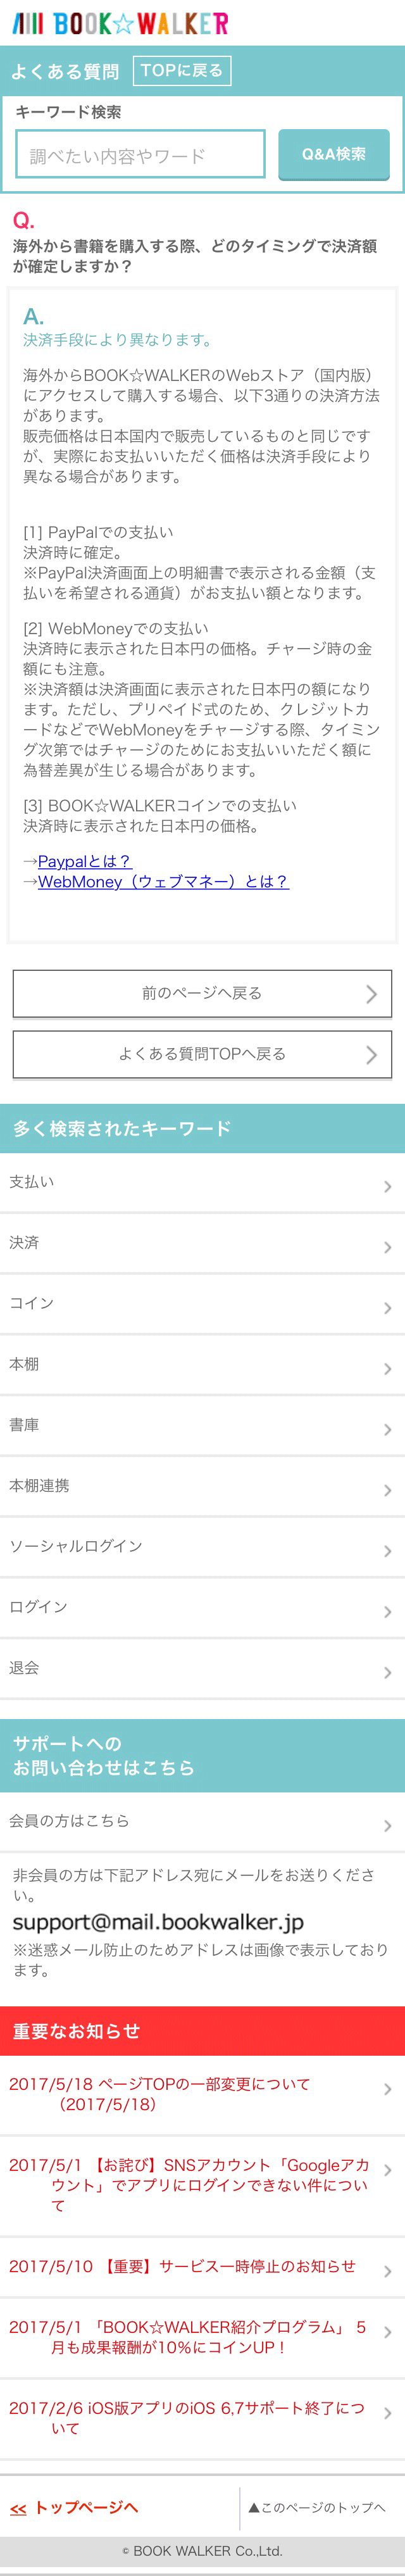 BOOK☆WALKER
よくある質問 TOPに戻る
キーワード検索
調べたい内容やワード Q&A検索
Q.
海外から書籍を購入する際、どのタイミングで決済額
が確定しますか？
A.
決済手段により異なります。
海外からBOOK☆WALKERのWebストア（国内版）
にアクセスして購入する場合、以下3通りの決済方法
があります。
販売価格は日本国内で販売しているものと同じです
が、実際にお支払いいただく価格は決済手段により
異なる場合があります。
[1] PayPalでの支払い
決済時に確定。
※PayPal決済画面上の明細書で表示される金額（支
払いを希望される通貨）がお支払い額となります。
[2] WebMoneyでの支払い
決済時に表示された日本円の価格。チャージ時の金
額にも注意。
※決済額は決済画面に表示された日本円の額になり
ます。ただし、プリペイド式のため、クレジットカ
ードなどでWebMoneyをチャージする際、タイミン
グ次第ではチャージのためにお支払いいただく額に
為替差異が生じる場合があります。
[3] BOOK☆WALKERコインでの支払い
決済時に表示された日本円の価格。
→Paypalとは？
→WebMoney（ウェブマネー）とは？
前のページへ戻る
よくある質問TOPへ戻る
多く検索されたキーワード
支払い
決済
コイン
本棚
書庫
本棚連携
ソーシャルログイン
ログイン
退会
サポートへの
お問い合わせはこちら
会員の方はこちら
非会員の方は下記アドレス宛にメールをお送りくださ
い。
support@mail.bookwalker.jp
※迷惑メール防止のためアドレスは画像で表示しており
ます。
重要なお知らせ
2017/5/18 ページTOPの一部変更について
（2017/5/18）
2017/5/1 【お詫び】SNSアカウント「Googleアカ
ウント」でアプリにログインできない件につい
て
2017/5/10 【重要】サービス一時停止のお知らせ
2017/5/1 「BOOK☆WALKER紹介プログラム」 5
月も成果報酬が10％にコインUP！
2017/2/6 iOS版アプリのiOS 6,7サポート終了につ
いて
<< トップページへ ▲このページのトップへ
© BOOK WALKER Co.,Ltd.